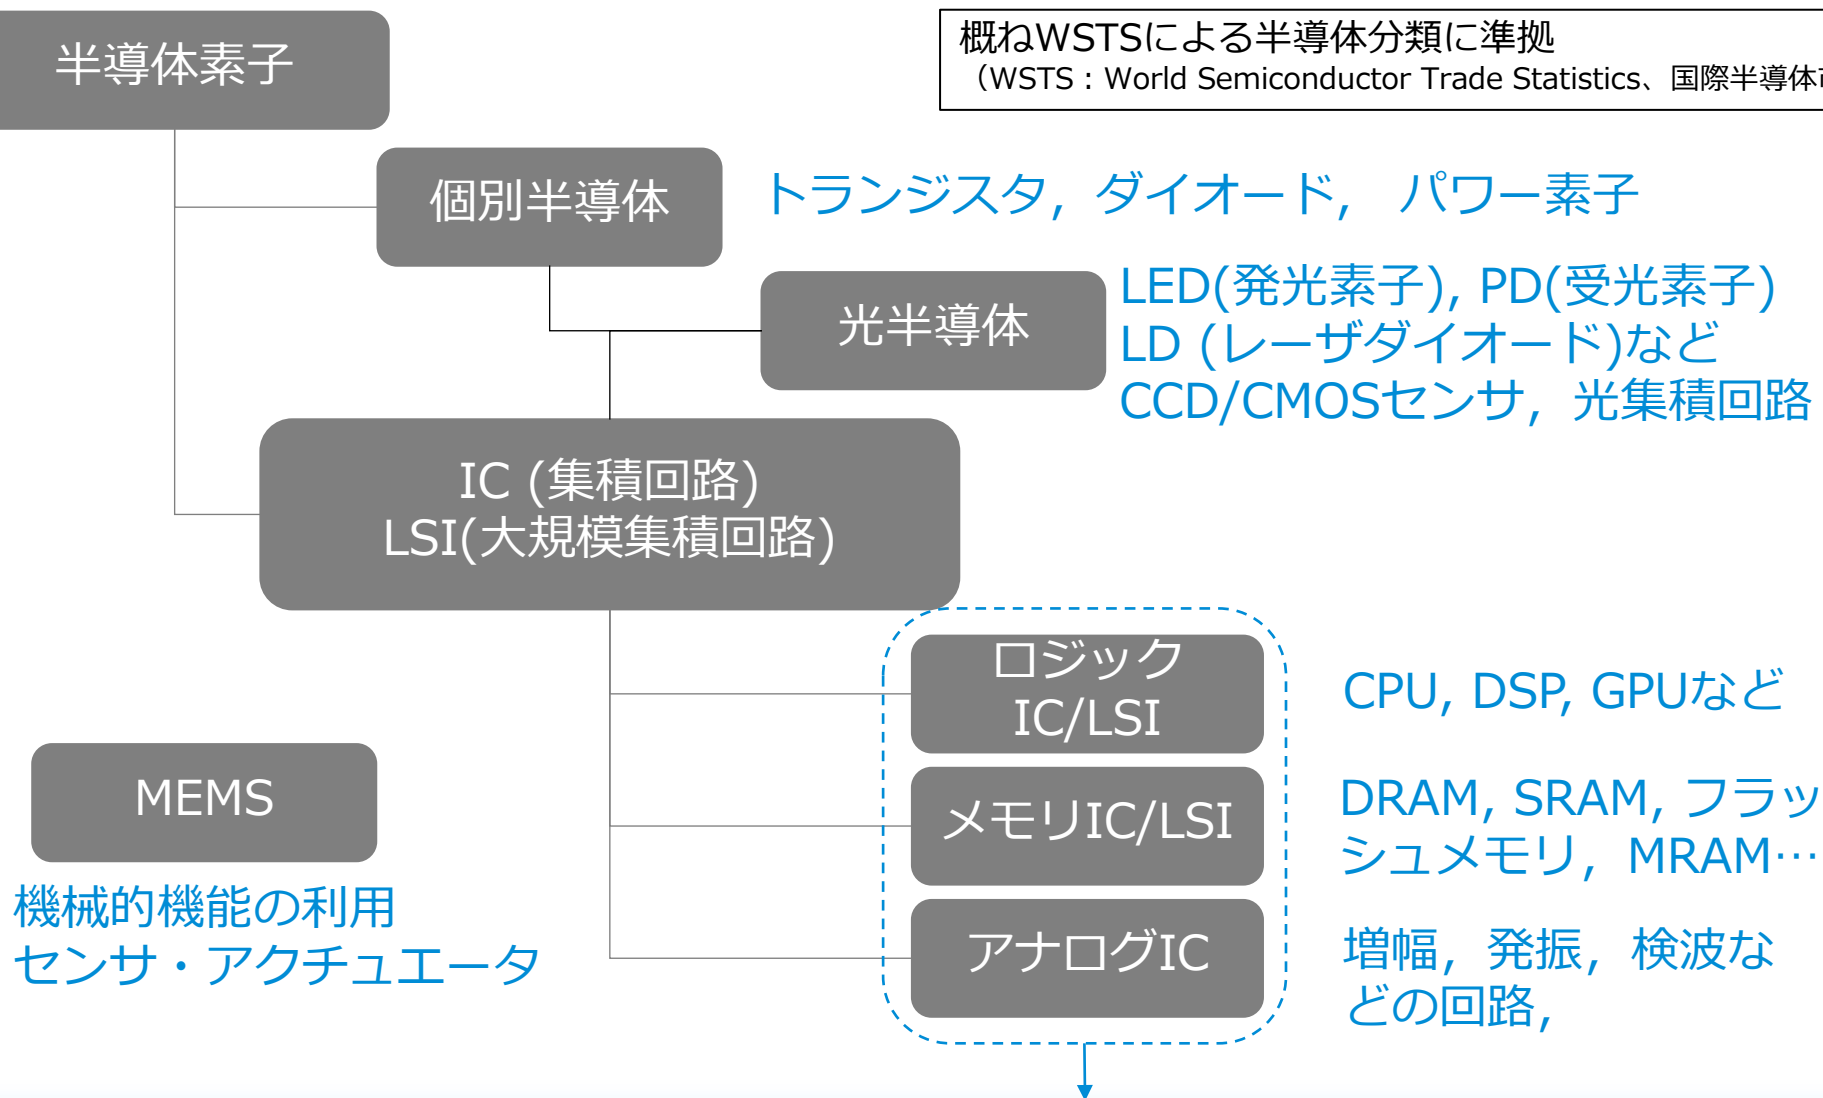 半導体素子
概ねWSTSによる半導体分類に準拠
（WSTS：World Semiconductor Trade Statistics、国際半導体
個別半導体
トランジスタ，ダイオード， パワー素子
光半導体
LED(発光素子), PD(受光素子)
LD (レーザダイオード)など
CCD/CMOSセンサ，光集積回路
IC (集積回路)
LSI(大規模集積回路)
ロジック
IC/LSI
CPU, DSP, GPUなど
MEMS
機械的機能の利用
センサ・アクチュエータ
メモリIC/LSI
DRAM, SRAM, フラッ
シュメモリ，MRAM…
アナログIC
増幅，発振，検波な
どの回路，